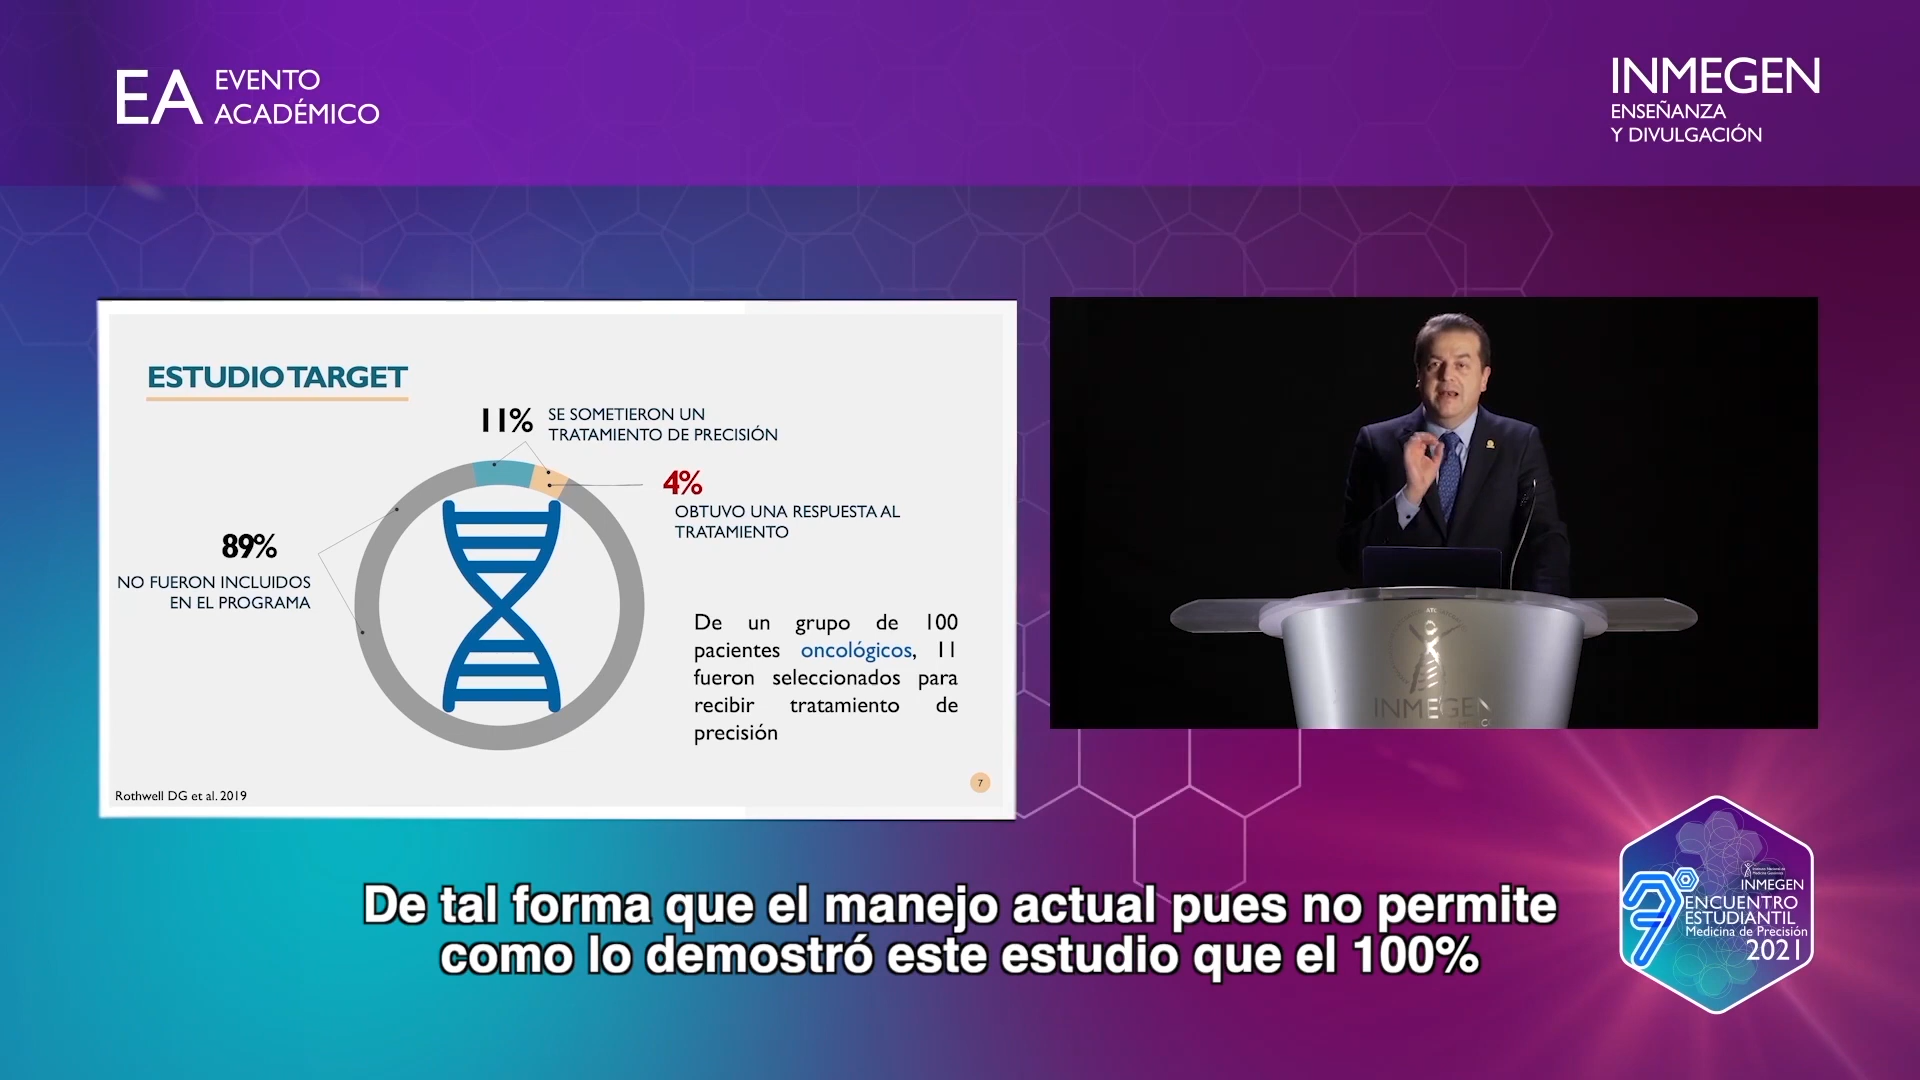 EA EVENTO
ACADÉMICO
INMEGEN
ENSEÑANZA
Y DIVULGACIÓN
ESTUDIO TARGET
11% SE SOMETIERON UN
TRATAMIENTO DE PRECISIÓN
4%
OBTUVO UNA RESPUESTA AL
TRATAMIENTO
89%
NO FUERON INCLUIDOS
EN EL PROGRAMA
De un grupo de 100
pacientes oncológicos, 11
fueron seleccionados para
recibir tratamiento de
precisión
7
Rothwell DG et al. 2019
INMEGEN
9º
INMEGEN
ENCUENTRO
ESTUDIANTIL
Medicina de Precisión
2021
De tal forma que el manejo actual pues no permite
como lo demostró este estudio que el 100%